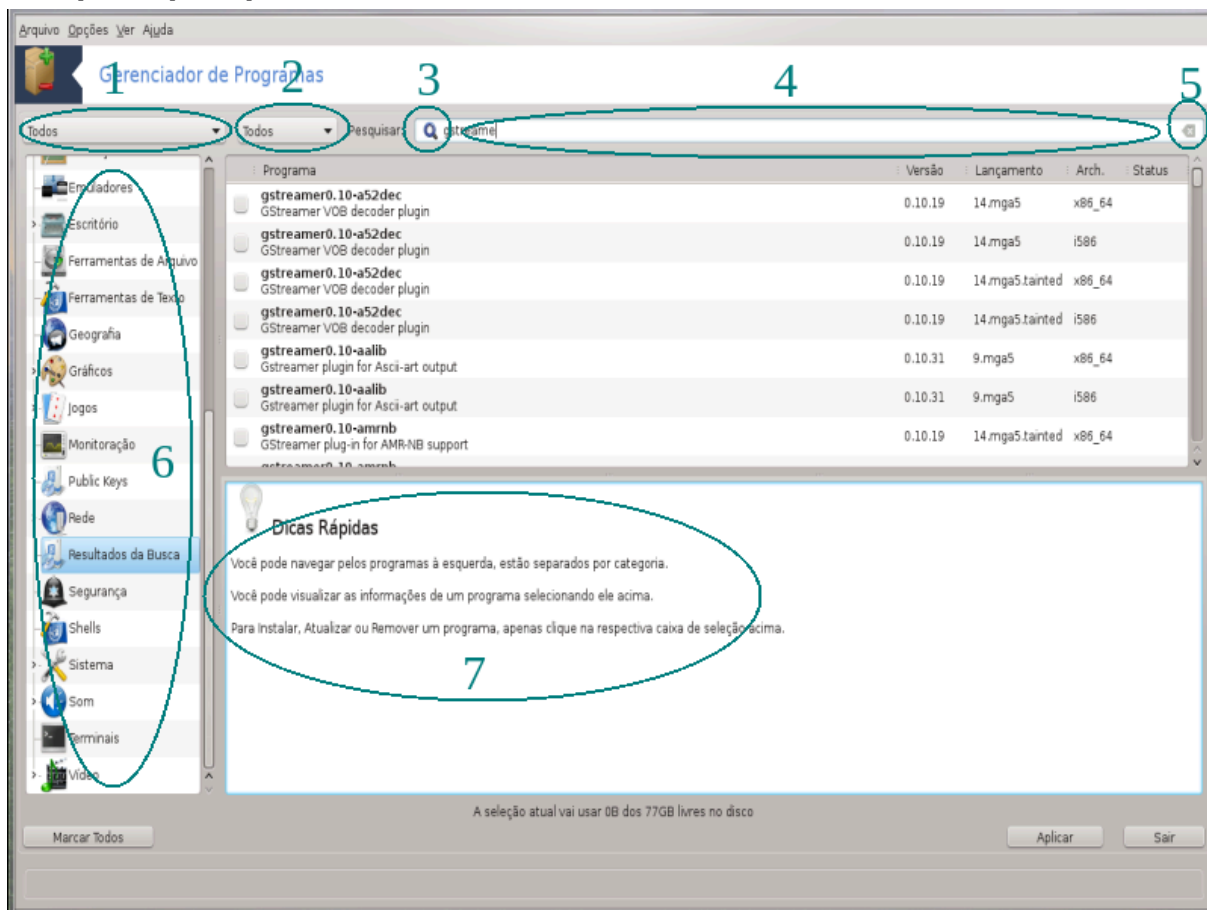 Arquivo Opções Ver Ajuda
Gerenciador de Programas
1 2 3 4 5
Todos Todos Pesquisar: gstreame
Programa Versão Lançamento Arch. Status
gstreamer0.10-a52dec
GStreamer VOB decoder plugin
0.10.19 14.mga5 x86_64
gstreamer0.10-a52dec
GStreamer VOB decoder plugin
0.10.19 14.mga5 i586
gstreamer0.10-a52dec
GStreamer VOB decoder plugin
0.10.19 14.mga5.tainted x86_64
gstreamer0.10-a52dec
GStreamer VOB decoder plugin
0.10.19 14.mga5.tainted i586
gstreamer0.10-aalib
Gstreamer plugin for Ascii-art output
0.10.31 9.mga5 x86_64
gstreamer0.10-aalib
Gstreamer plugin for Ascii-art output
0.10.31 9.mga5 i586
gstreamer0.10-amrnb
GStreamer plug-in for AMR-NB support
0.10.19 14.mga5.tainted x86_64
gstreamer0.10-amrnb
Emuladores
Escritório
Ferramentas de Arquivo
Ferramentas de Texto
Geografia
Gráficos
Jogos
Monitoração
6
Public Keys
Rede
Resultados da Busca
Segurança
Shells
Sistema
Som
Terminais
Vídeo
Dicas Rápidas
Você pode navegar pelos programas à esquerda, estão separados por categoria.
Você pode visualizar as informações de um programa selecionando ele acima.
Para Instalar, Atualizar ou Remover um programa, apenas clique na respectiva caixa de seleção acima.
7
A seleção atual vai usar 0B dos 77GB livres no disco
Marcar Todos Aplicar Sair